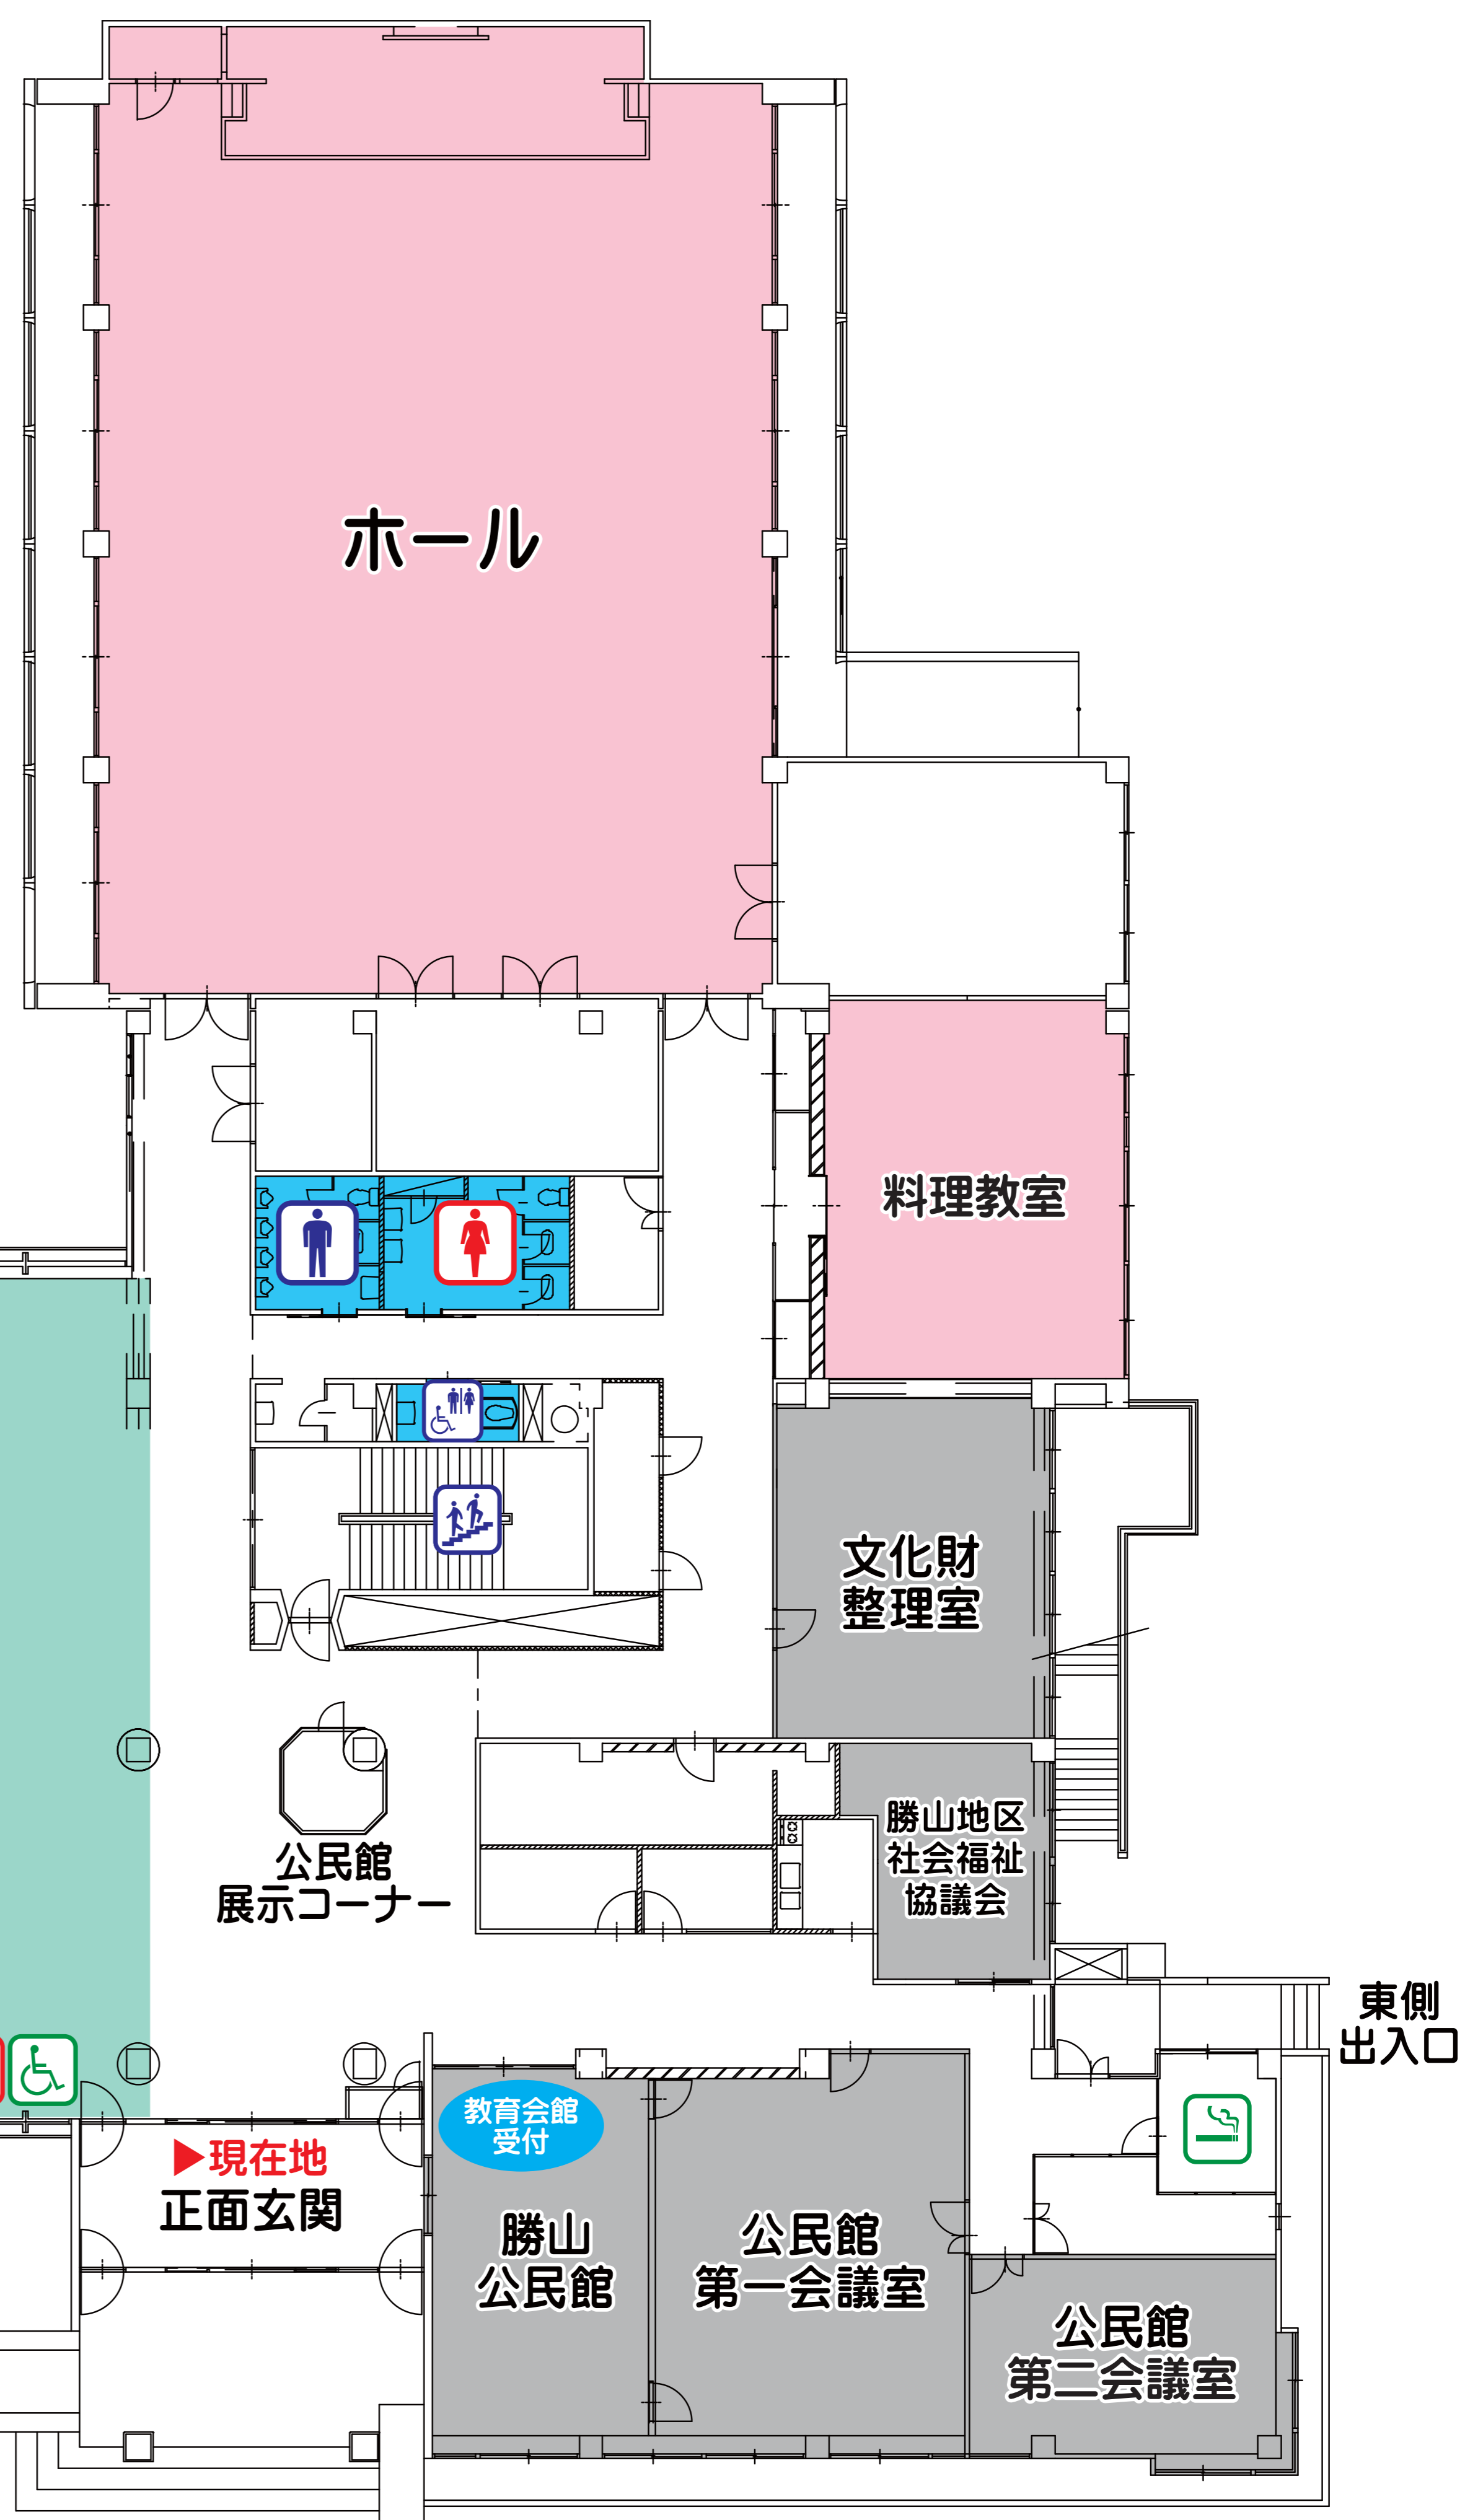 ホール
料理教室
文化財
整理室
勝山地区
社会福祉
協議会
公民館
展示コーナー
東側
出入口
教育会館
受付
▶現在地
正面玄関
勝山
公民館
公民館
第一会議室
公民館
第二会議室